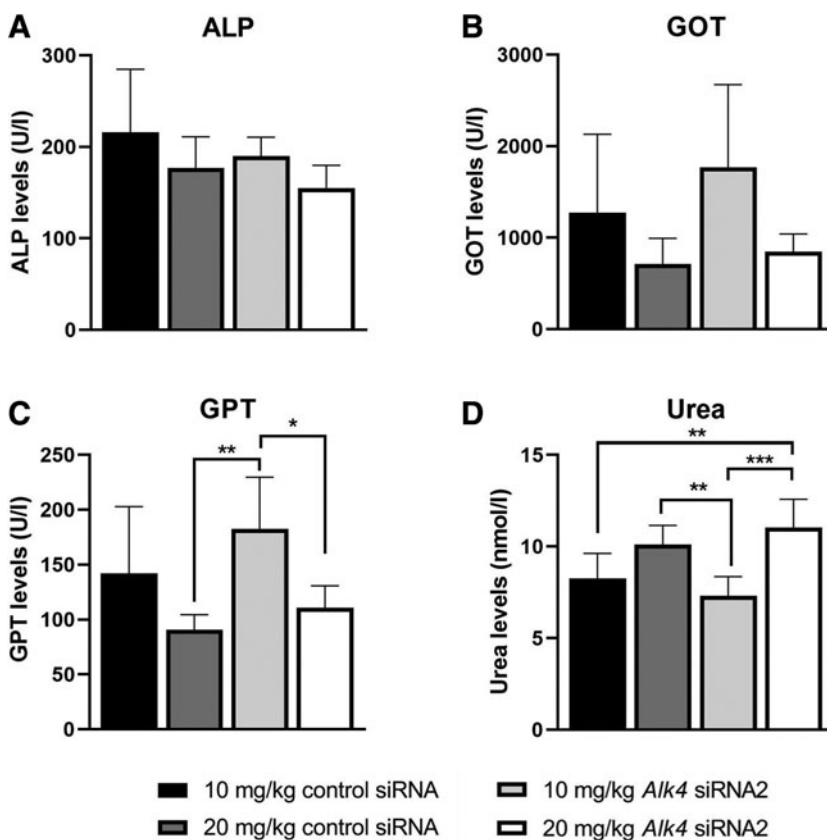 A
ALP
ALP levels (U/l)
300
200
100
0
B
GOT
GOT levels (U/l)
3000
2000
1000
0
C
GPT
GPT levels (U/l)
250
200
150
100
50
0
**
*
D
Urea
Urea levels (nmol/l)
15
10
5
0
**
***
**
10 mg/kg control siRNA
20 mg/kg control siRNA
10 mg/kg Alk4 siRNA2
20 mg/kg Alk4 siRNA2